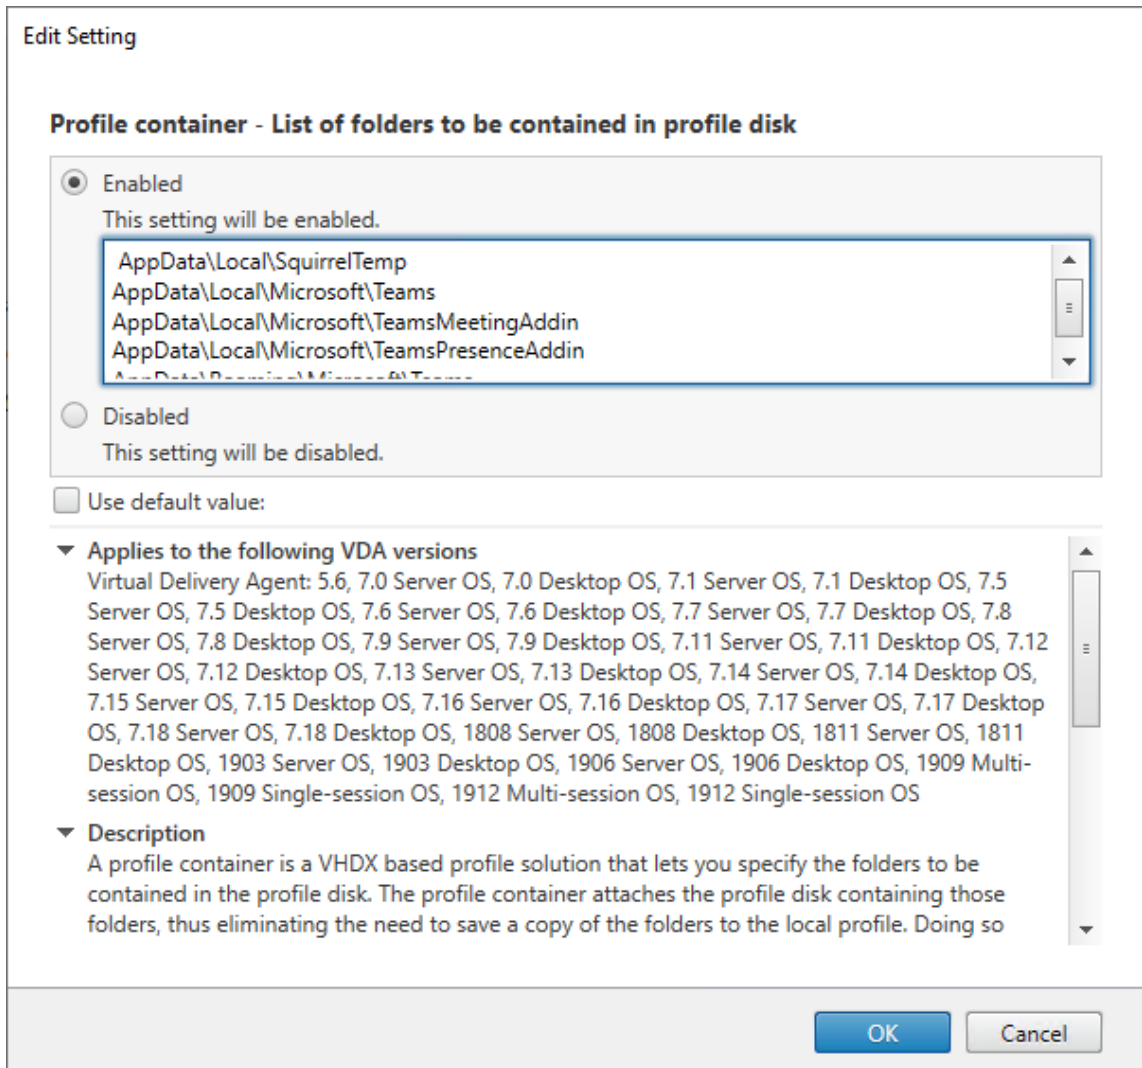 Edit Setting
Profile container - List of folders to be contained in profile disk
Enabled
This setting will be enabled.
AppData\Local\SquirrelTemp
AppData\Local\Microsoft\Teams
AppData\Local\Microsoft\TeamsMeetingAddin
AppData\Local\Microsoft\TeamsPresenceAddin
AppData\Roaming\Microsoft\Teams
Disabled
This setting will be disabled.
Use default value:
Applies to the following VDA versions
Virtual Delivery Agent: 5.6, 7.0 Server OS, 7.0 Desktop OS, 7.1 Server OS, 7.1 Desktop OS, 7.5
Server OS, 7.5 Desktop OS, 7.6 Server OS, 7.6 Desktop OS, 7.7 Server OS, 7.7 Desktop OS, 7.8
Server OS, 7.8 Desktop OS, 7.9 Server OS, 7.9 Desktop OS, 7.11 Server OS, 7.11 Desktop OS, 7.12
Server OS, 7.12 Desktop OS, 7.13 Server OS, 7.13 Desktop OS, 7.14 Server OS, 7.14 Desktop OS,
7.15 Server OS, 7.15 Desktop OS, 7.16 Server OS, 7.16 Desktop OS, 7.17 Server OS, 7.17 Desktop
OS, 7.18 Server OS, 7.18 Desktop OS, 1808 Server OS, 1808 Desktop OS, 1811 Server OS, 1811
Desktop OS, 1903 Server OS, 1903 Desktop OS, 1906 Server OS, 1906 Desktop OS, 1909 Multi-
session OS, 1909 Single-session OS, 1912 Multi-session OS, 1912 Single-session OS
Description
A profile container is a VHDX based profile solution that lets you specify the folders to be
contained in the profile disk. The profile container attaches the profile disk containing those
folders, thus eliminating the need to save a copy of the folders to the local profile. Doing so
OK
Cancel